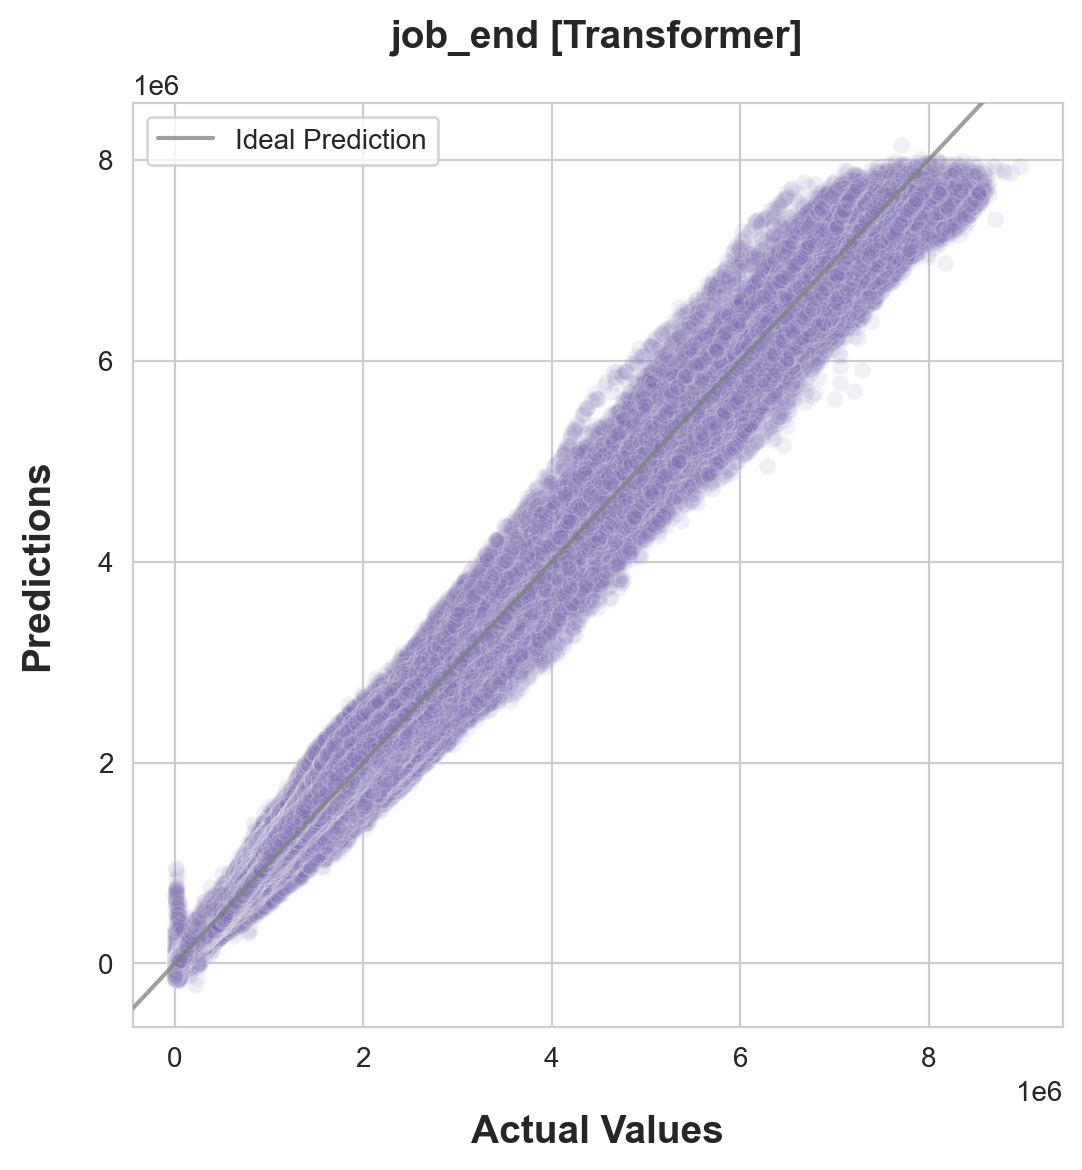 job_end [Transformer]
1e6
Ideal Prediction
8
6
4
2
0
Predictions
0 2 4 6 8
1e6
Actual Values